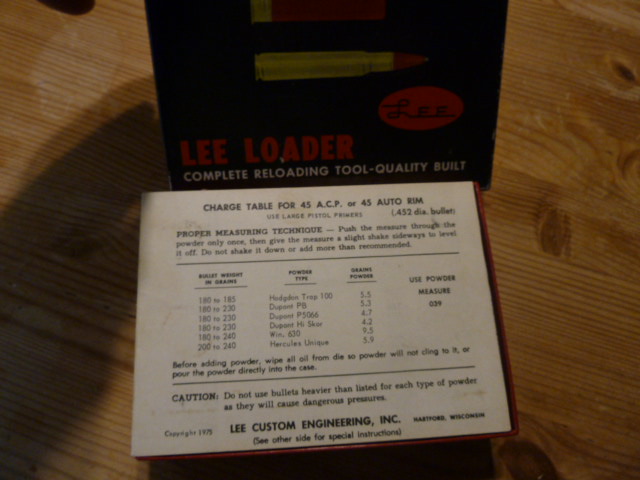 LEE
LEE LOADER
COMPLETE RELOADING TOOL-QUALITY BUILT
CHARGE TABLE FOR 45 A.C.P. or 45 AUTO RIM
USE LARGE PISTOL PRIMERS (.452 dia. bullet)
PROPER MEASURING TECHNIQUE — Push the measure through the
powder only once, then give the measure a slight shake sideways to level
it off. Do not shake it down or add more than recommended.
BULLET WEIGHT IN GRAINS POWDER TYPE GRAINS POWDER USE POWDER MEASURE 039
180 to 185 Hodgdon Trap 100 5.5
180 to 230 Dupont PB 5.3
180 to 230 Dupont P5066 4.7
180 to 230 Dupont Hi Skor 4.2
180 to 240 Win. 630 9.5
200 to 240 Hercules Unique 5.9
Before adding powder, wipe all oil from die so powder will not cling to it, or
pour the powder directly into the case.
CAUTION: Do not use bullets heavier than listed for each type of powder
as they will cause dangerous pressures.
Copyright 1975 LEE CUSTOM ENGINEERING, INC. HARTFORD, WISCONSIN
(See other side for special instructions)